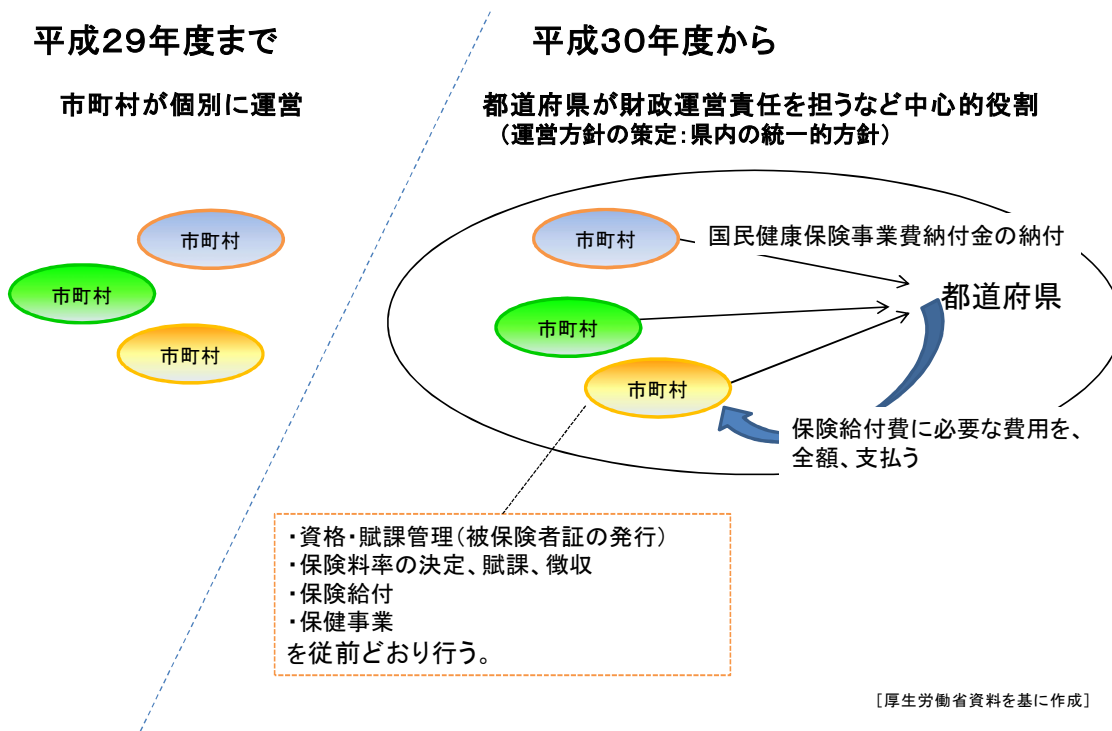 平成29年度まで
市町村が個別に運営
市町村
市町村
市町村
平成30年度から
都道府県が財政運営責任を担うなど中心的役割
(運営方針の策定:県内の統一的方針)
市町村
国民健康保険事業費納付金の納付
都道府県
市町村
市町村
保険給付費に必要な費用を、
全額、支払う
・資格・賦課管理(被保険者証の発行)
・保険料率の決定、賦課、徴収
・保険給付
・保健事業
を従前どおり行う。
[厚生労働省資料を基に作成]